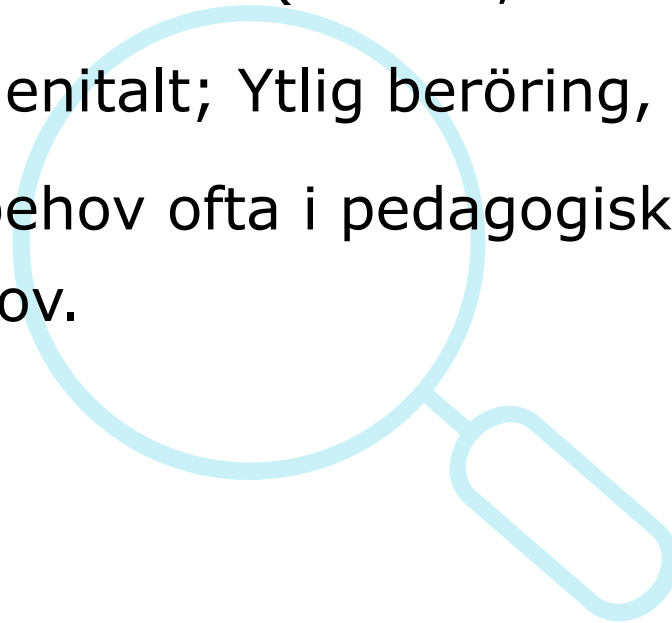 enitalt; Ytlig beröring,
ehov ofta i pedagogisk
ov.